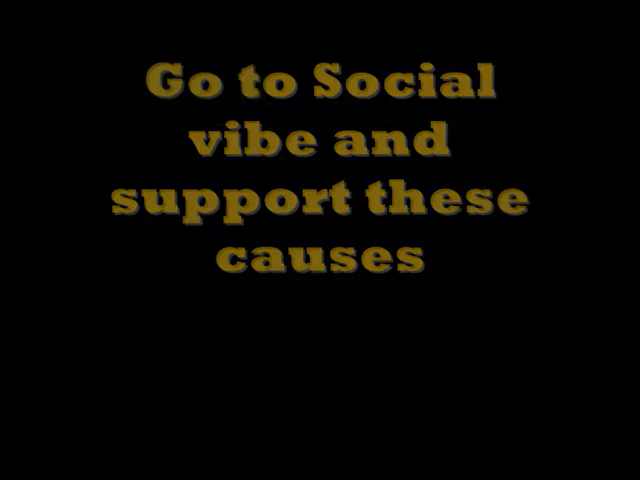 Go to Social
vibe and
support these
causes